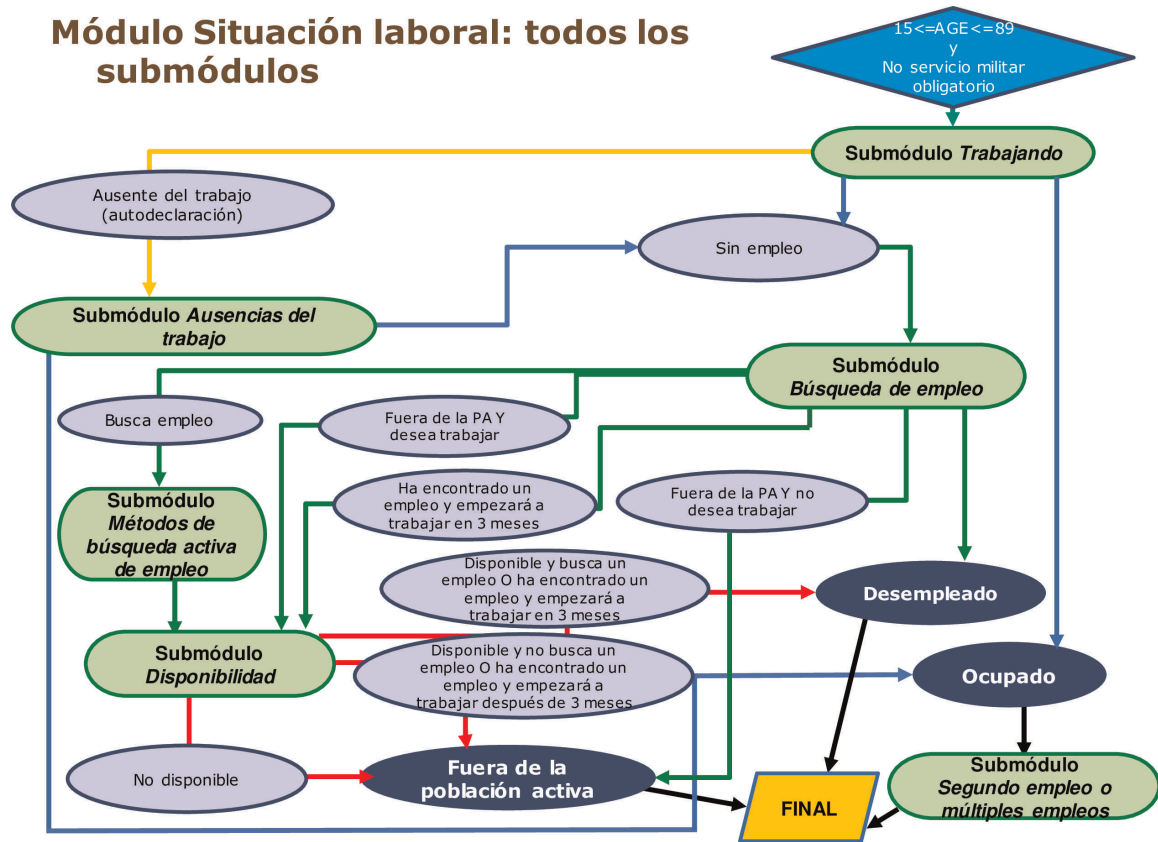 Módulo Situación laboral: todos los
submódulos
15<=AGE<=89
y
No servicio militar
obligatorio
Submódulo Trabajando
Ausente del trabajo
(autodeclaración)
Sin empleo
Submódulo Ausencias del
trabajo
Submódulo
Búsqueda de empleo
Busca empleo
Fuera de la PA Y
desea trabajar
Ha encontrado un
empleo y empezará a
trabajar en 3 meses
Fuera de la PA Y no
desea trabajar
Submódulo
Métodos de
búsqueda activa
de empleo
Disponible y busca un
empleo O ha encontrado un
empleo y empezará a
trabajar en 3 meses
Desempleado
Submódulo
Disponibilidad
Disponible y no busca un
empleo O ha encontrado un
empleo y empezará a
trabajar después de 3 meses
Ocupado
No disponible
Fuera de la
población activa
FINAL
Submódulo
Segundo empleo o
múltiples empleos